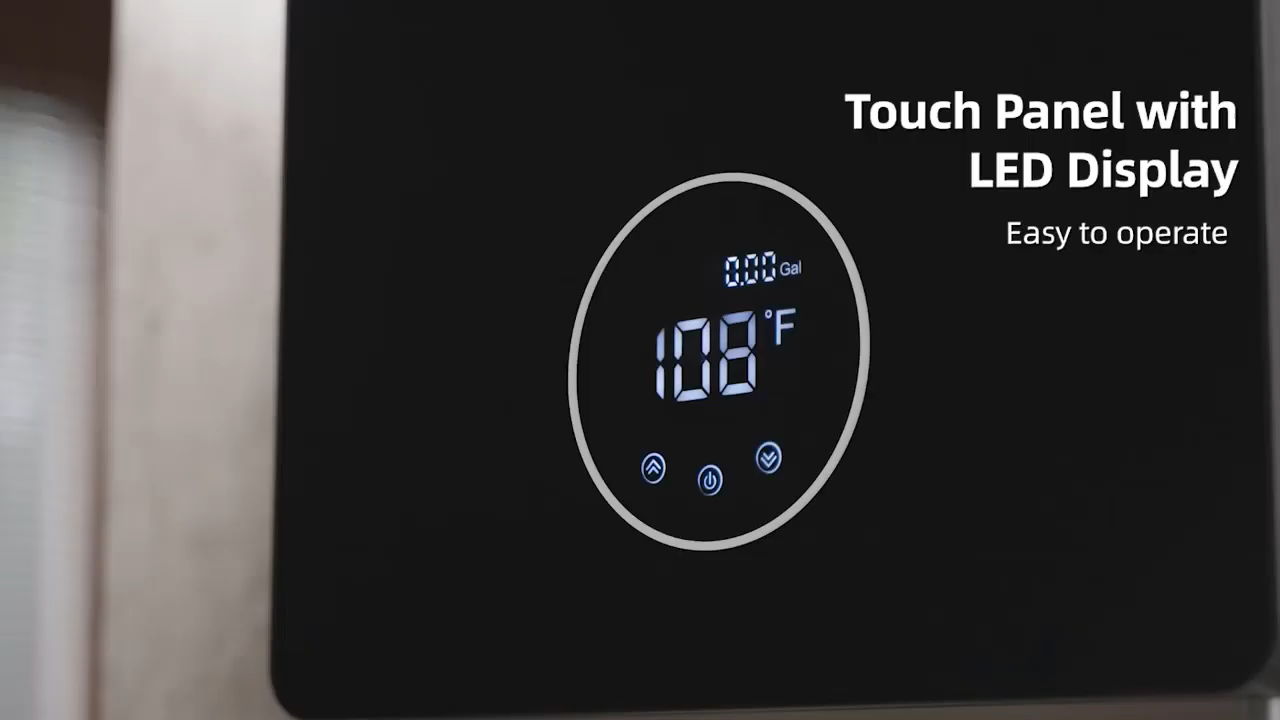 Touch Panel with
LED Display
Easy to operate
0.00 Gal
108 °F